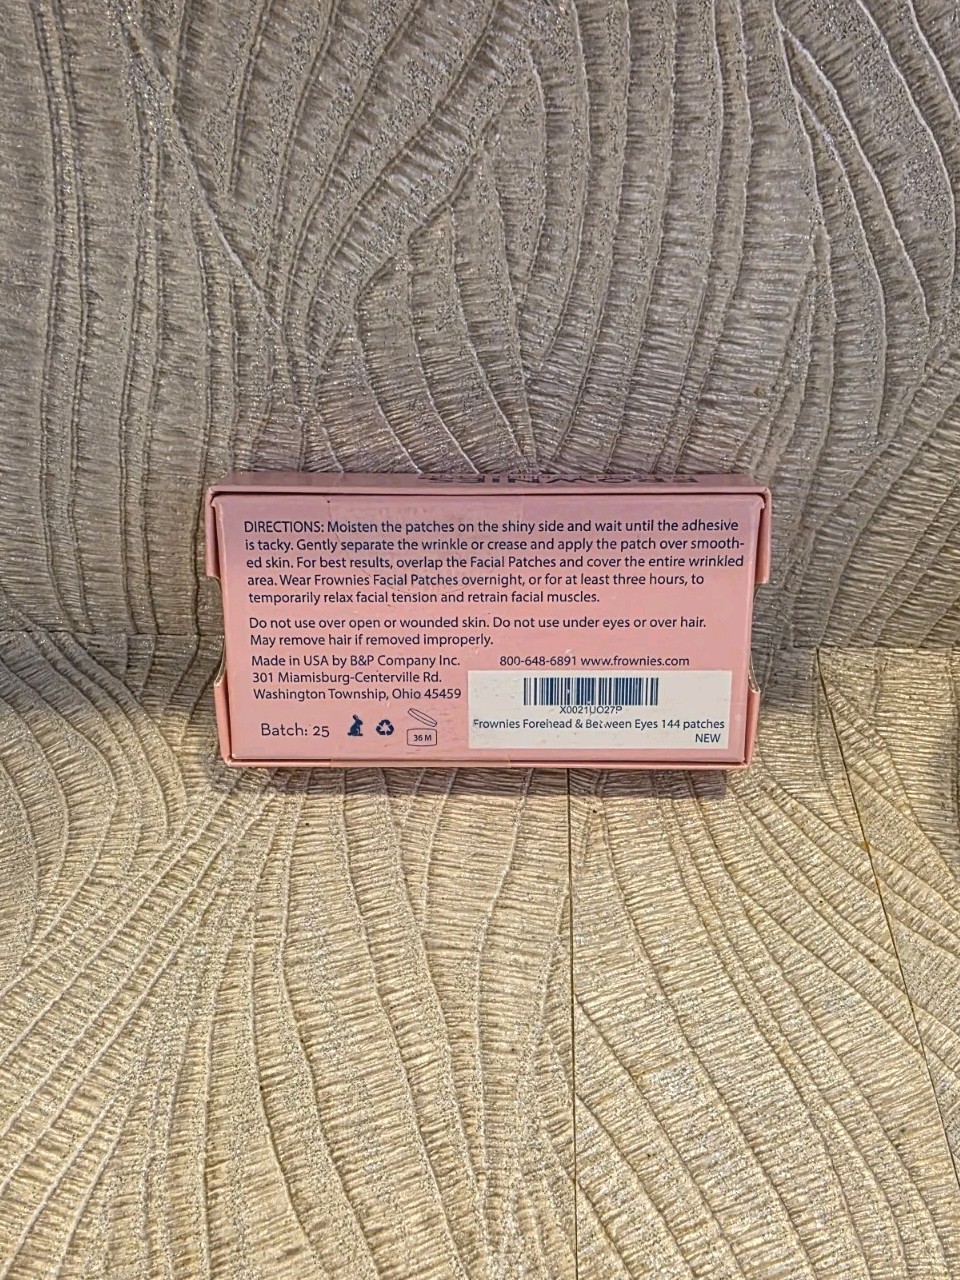 FROWNIES
DIRECTIONS: Moisten the patches on the shiny side and wait until the adhesive
is tacky. Gently separate the wrinkle or crease and apply the patch over smooth-
ed skin. For best results, overlap the Facial Patches and cover the entire wrinkled
area. Wear Frownies Facial Patches overnight, or for at least three hours, to
temporarily relax facial tension and retrain facial muscles.
Do not use over open or wounded skin. Do not use under eyes or over hair.
May remove hair if removed improperly.
Made in USA by B&P Company Inc.
301 Miamisburg-Centerville Rd.
Washington Township, Ohio 45459
800-648-6891 www.frownies.com
X0021UO27P
Frownies Forehead & Between Eyes 144 patches
NEW
Batch: 25
36 M